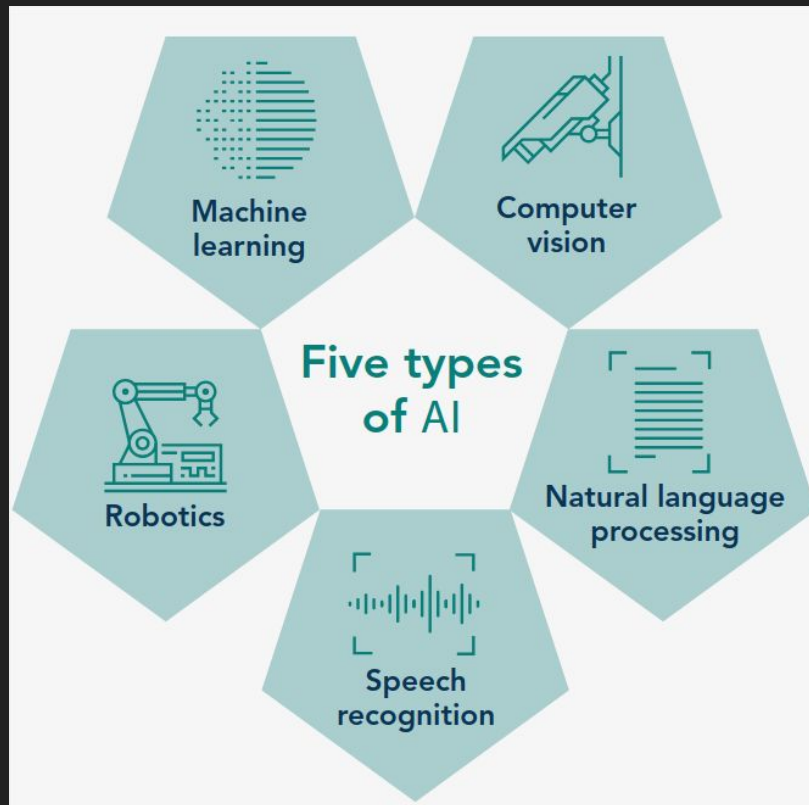 Machine
learning
Computer
vision
Five types
of AI
Robotics
Natural language
processing
Speech
recognition